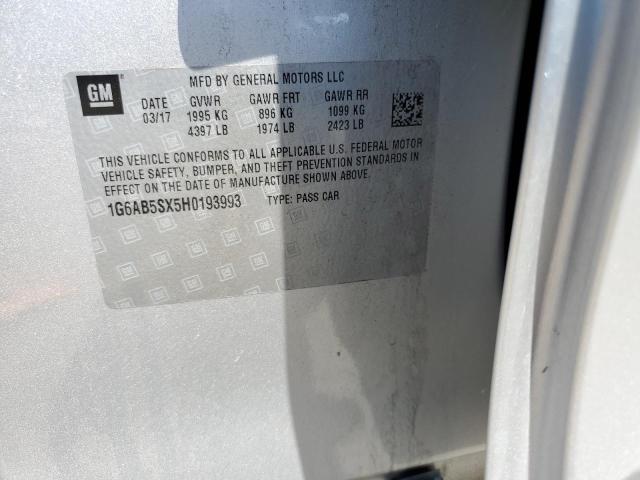 GM
MFD BY GENERAL MOTORS LLC
DATE GVWR GAWR FRT GAWR RR
03/17 1995 KG 896 KG 1099 KG
4397 LB 1974 LB 2423 LB
THIS VEHICLE CONFORMS TO ALL APPLICABLE U.S. FEDERAL MOTOR
VEHICLE SAFETY, BUMPER, AND THEFT PREVENTION STANDARDS IN
EFFECT ON THE DATE OF MANUFACTURE SHOWN ABOVE.
1G6AB5SX5H0193993 TYPE: PASS CAR